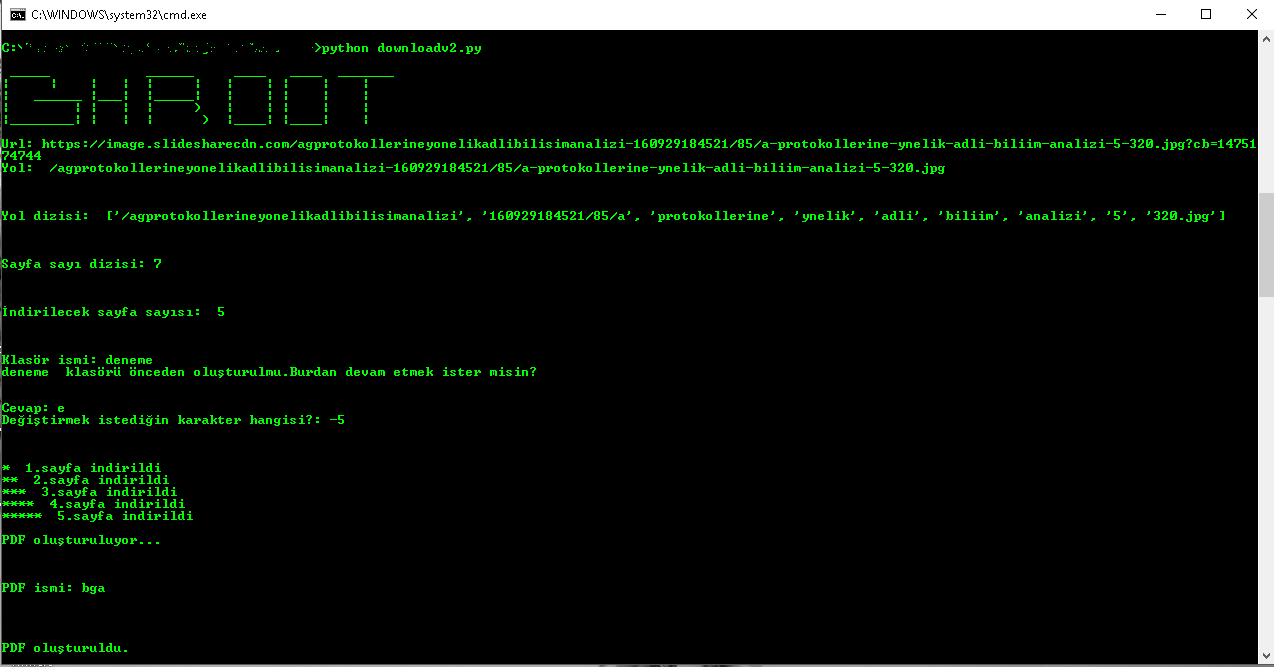 C:\WINDOWS\system32\cmd.exe
C:\ >python downloadv2.py
GHROOT
Url: https://image.slidesharecdn.com/agprotokollerineyonelikadlibilisimanalizi-160929184521/85/a-protokollerine-ynelik-adli-biliim-analizi-5-320.jpg?cb=14751
74744
Yol:  /agprotokollerineyonelikadlibilisimanalizi-160929184521/85/a-protokollerine-ynelik-adli-biliim-analizi-5-320.jpg
Yol dizisi:  ['/agprotokollerineyonelikadlibilisimanalizi', '160929184521/85/a', 'protokollerine', 'ynelik', 'adli', 'biliim', 'analizi', '5', '320.jpg']
Sayfa sayı dizisi: 7
İndirilecek sayfa sayısı:  5
Klasör ismi: deneme
deneme  klasörü önceden oluşturulmu.Burdan devam etmek ister misin?
Cevap: e
Değiştirmek istediğin karakter hangisi?: -5
*  1.sayfa indirildi
**  2.sayfa indirildi
***  3.sayfa indirildi
****  4.sayfa indirildi
*****  5.sayfa indirildi
PDF oluşturuluyor...
PDF ismi: bga
PDF oluşturuldu.